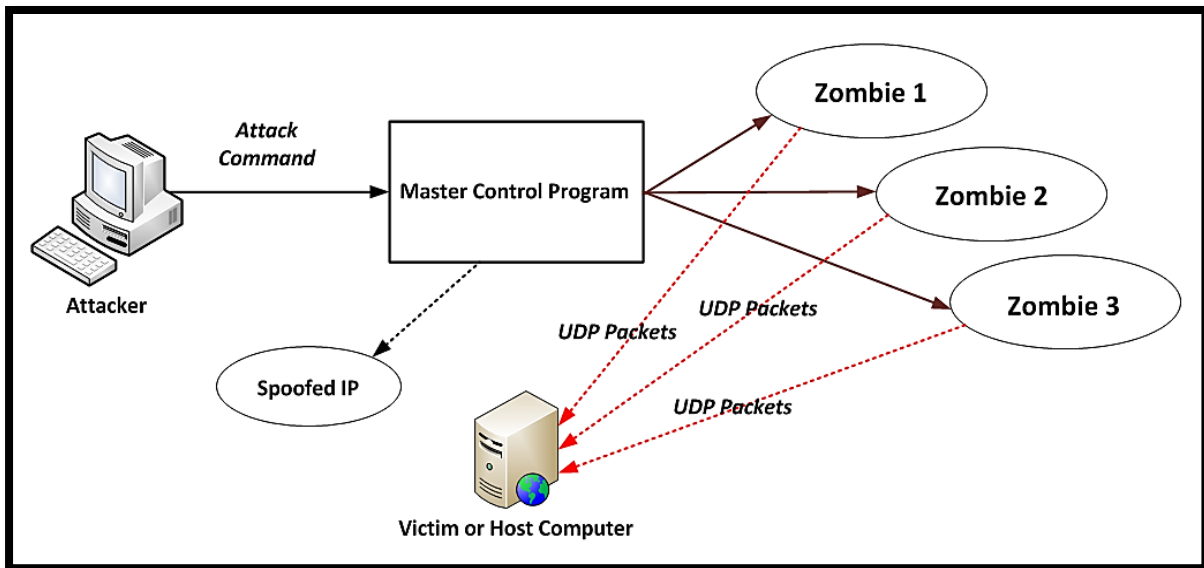 Attack
Command
Attacker
Master Control Program
Zombie 1
Zombie 2
Zombie 3
UDP Packets
UDP Packets
UDP Packets
Spoofed IP
Victim or Host Computer